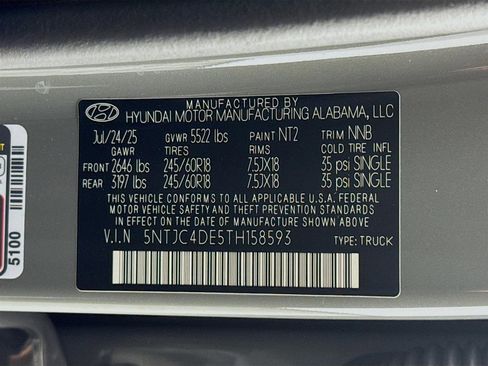 MANUFACTURED BY
HYUNDAI MOTOR MANUFACTURING ALABAMA, LLC
Jul/24/25 GVWR 5522 lbs PAINT NT2 TRIM NNB
GAWR TIRES RIMS COLD TIRE INFL
FRONT 2646 lbs 245/60R18 7.5JX18 35 psi SINGLE
REAR 3197 lbs 245/60R18 7.5JX18 35 psi SINGLE
THIS VEHICLE CONFORMS TO ALL APPLICABLE U.S.A. FEDERAL
MOTOR VEHICLE SAFETY AND THEFT PREVENTION STANDARDS
IN EFFECT ON THE DATE OF MANUFACTURE SHOWN ABOVE.
V.I.N 5NTJC4DE5TH158593 TYPE: TRUCK
5100